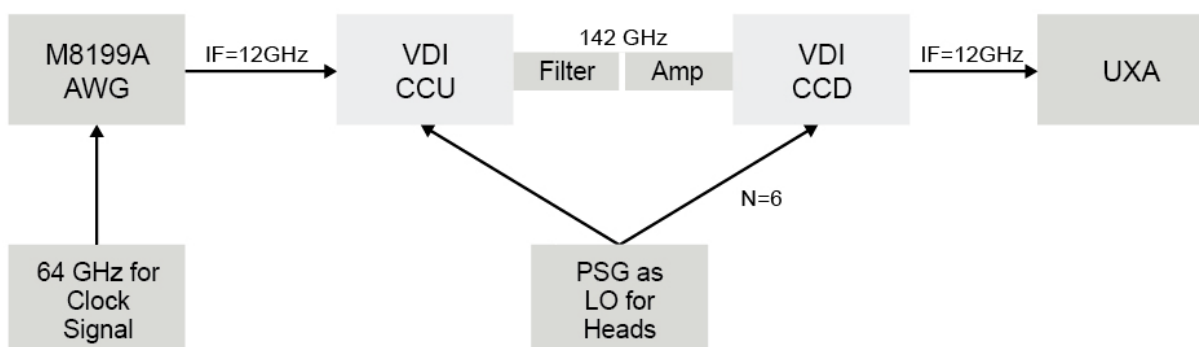 M8199A
AWG
IF=12GHz
VDI
CCU
142 GHz
Filter
Amp
VDI
CCD
IF=12GHz
UXA
N=6
64 GHz for
Clock
Signal
PSG as
LO for
Heads